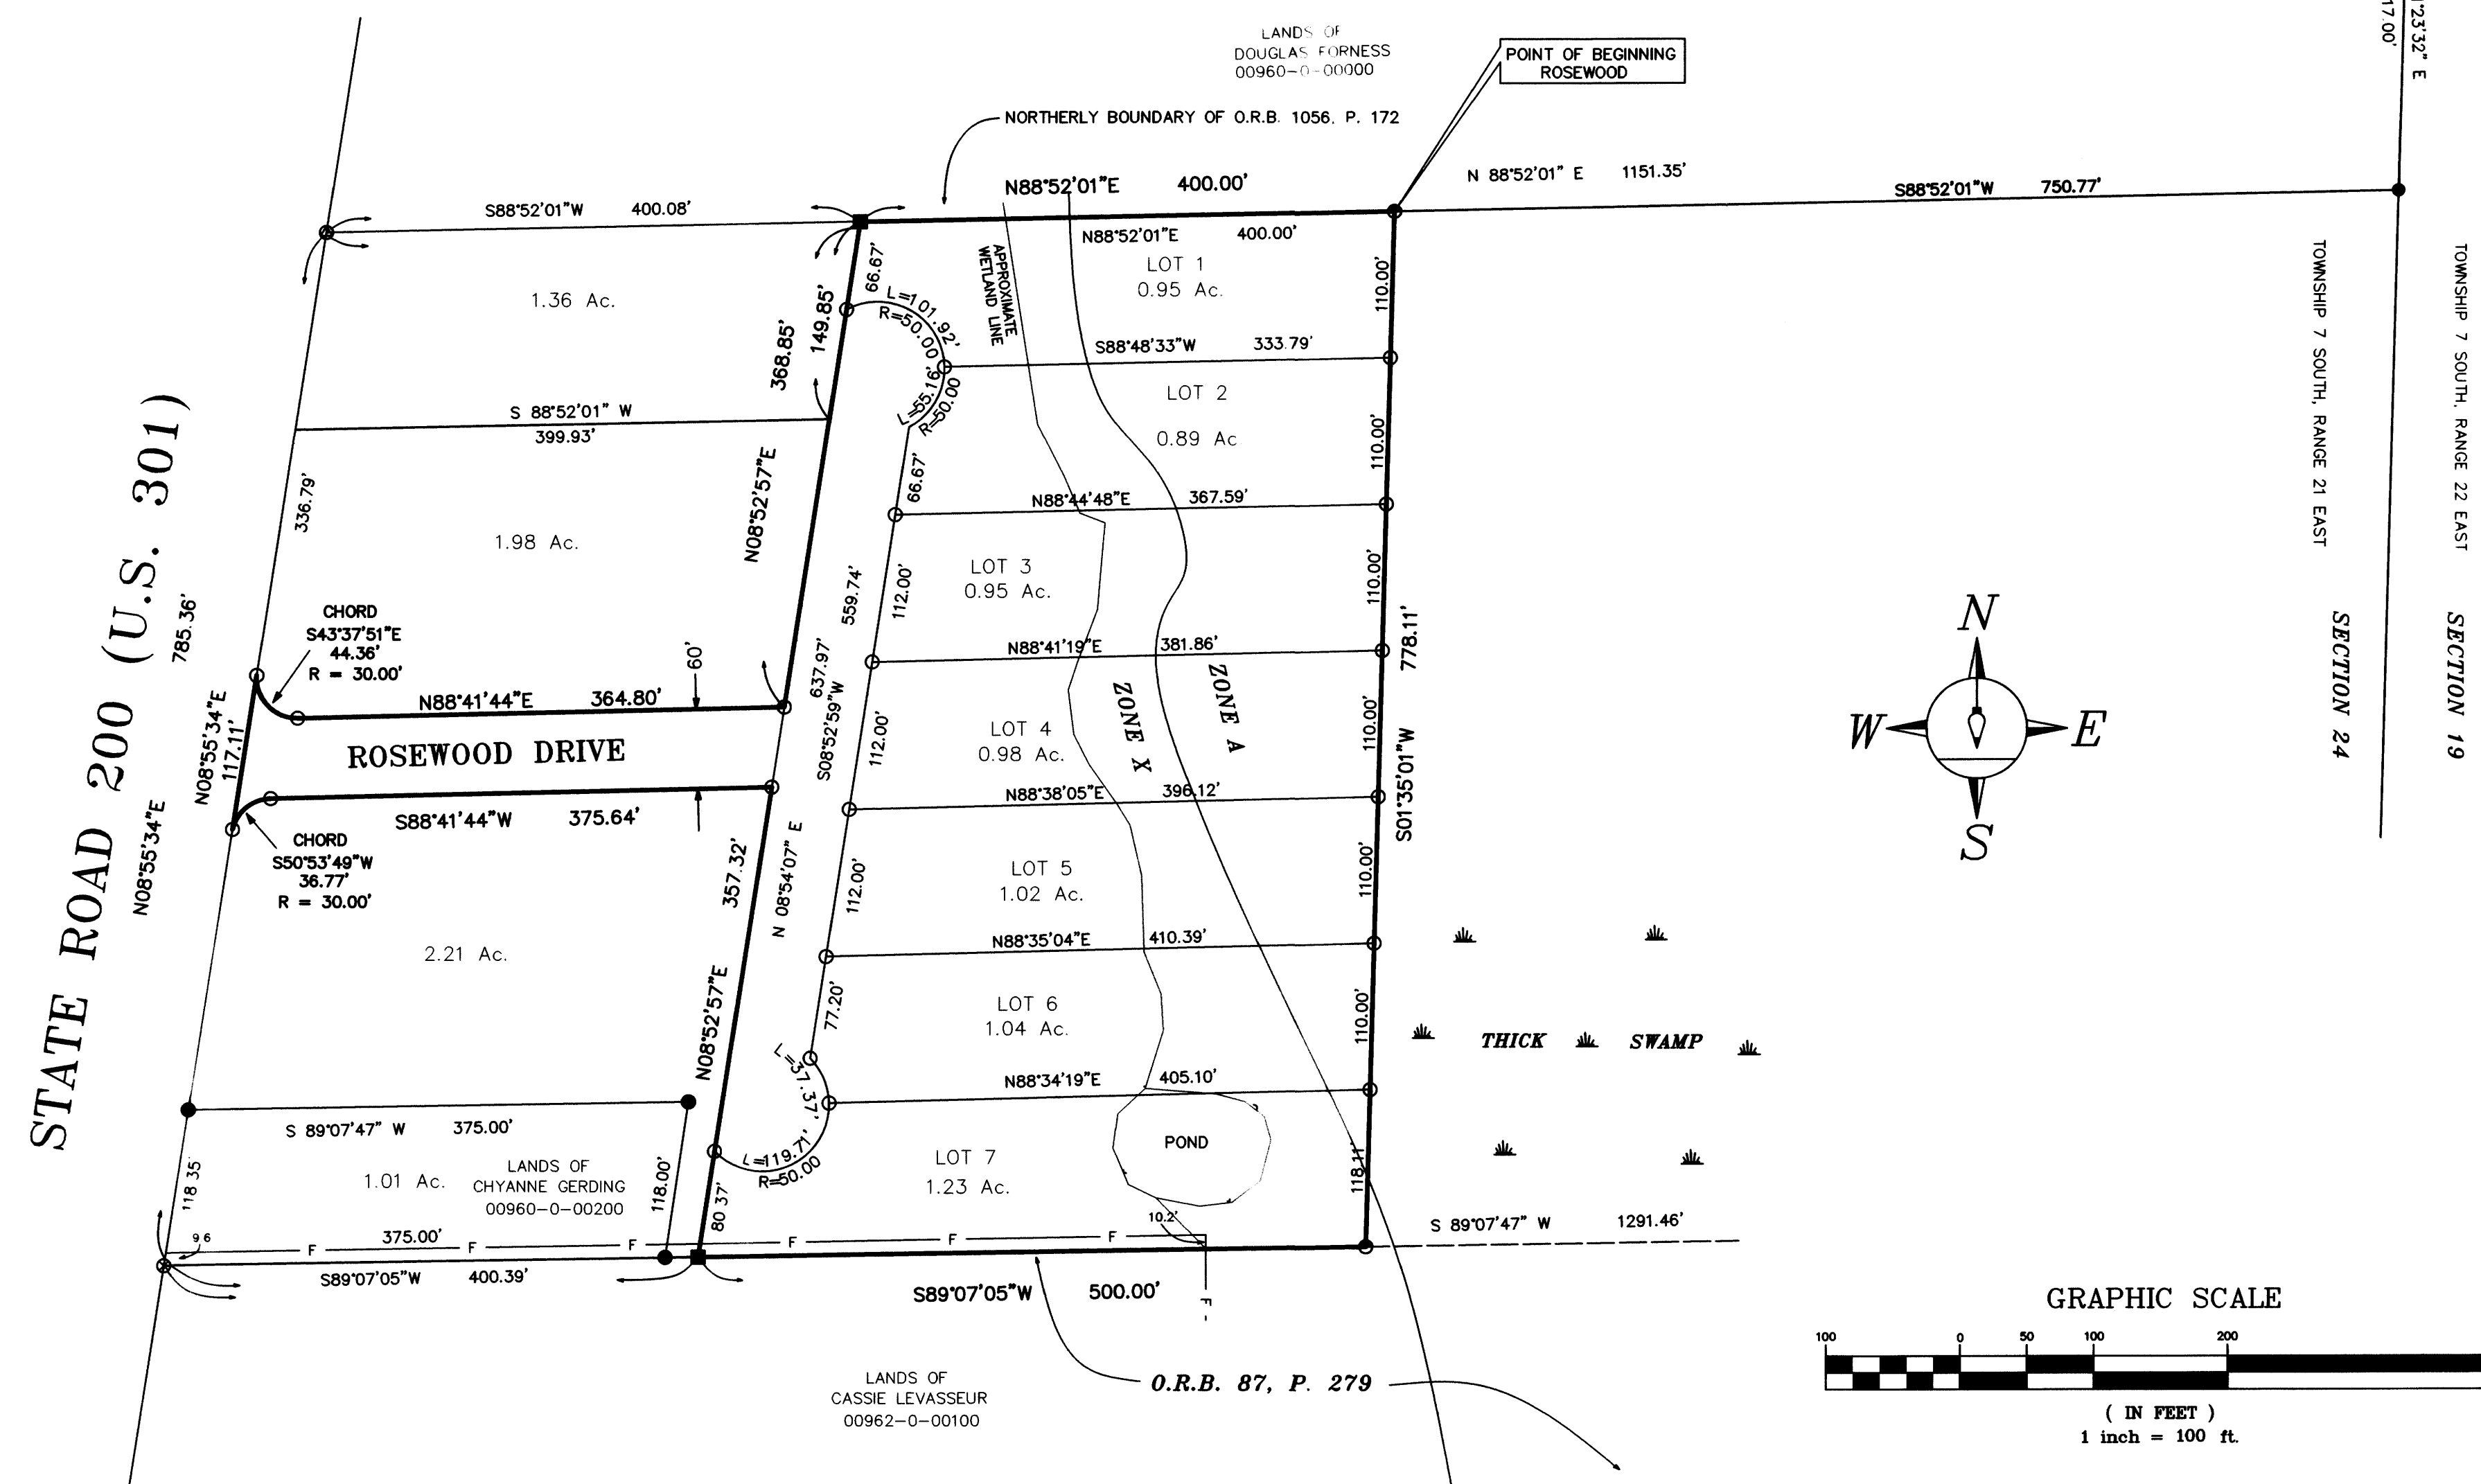 LANDS OF
DOUGLAS FORNESS
00960-0-00000
POINT OF BEGINNING
ROSEWOOD
NORTHERLY BOUNDARY OF O.R.B. 1056, P. 172
1°23'32" E
17.00'
N88°52'01"E 400.00'
N 88°52'01" E 1151.35'
S88°52'01"W 750.77'
S88°52'01"W 400.08'
N88°52'01"E 400.00'
LOT 1
0.95 Ac.
110.00'
66.67'
L=101.92'
R=50.00
APPROXIMATE
WETLAND LINE
1.36 Ac.
149.85'
368.85'
S88°48'33"W 333.79'
LOT 2
0.89 Ac
110.00'
L=55.16'
R=50.00
66.67'
S 88°52'01" W
399.93'
336.79'
1.98 Ac.
N08°52'57"E
N88°44'48"E 367.59'
LOT 3
0.95 Ac.
110.00'
112.00'
559.74'
637.97'
S08°52'59"W
N88°41'19"E 381.86'
LOT 4
0.98 Ac.
110.00'
112.00'
ZONE X
ZONE A
778.11'
S01°35'01"W
STATE ROAD 200 (U.S. 301)
785.36'
N08°55'34"E
N08°55'34"E
117.11'
CHORD
S43°37'51"E
44.36'
R = 30.00'
60'
N88°41'44"E 364.80'
ROSEWOOD DRIVE
S88°41'44"W 375.64'
CHORD
S50°53'49"W
36.77'
R = 30.00'
N88°38'05"E 396.12'
LOT 5
1.02 Ac.
110.00'
112.00'
N 08°54'07" E
357.32'
N08°52'57"E
2.21 Ac.
N88°35'04"E 410.39'
LOT 6
1.04 Ac.
110.00'
77.20'
L=37.37'
N88°34'19"E 405.10'
LOT 7
1.23 Ac.
118.11'
POND
L=119.71'
R=50.00
80.37'
S 89°07'47" W 375.00'
1.01 Ac.
LANDS OF
CHYANNE GERDING
00960-0-00200
118.35'
118.00'
96
375.00'
F F F F F F
F
10.2'
S89°07'05"W 400.39'
S89°07'05"W 500.00'
S 89°07'47" W 1291.46'
THICK SWAMP
LANDS OF
CASSIE LEVASSEUR
00962-0-00100
O.R.B. 87, P. 279
TOWNSHIP 7 SOUTH, RANGE 21 EAST
SECTION 24
TOWNSHIP 7 SOUTH, RANGE 22 EAST
SECTION 19
N
W E
S
GRAPHIC SCALE
100 0 50 100 200
( IN FEET )
1 inch = 100 ft.